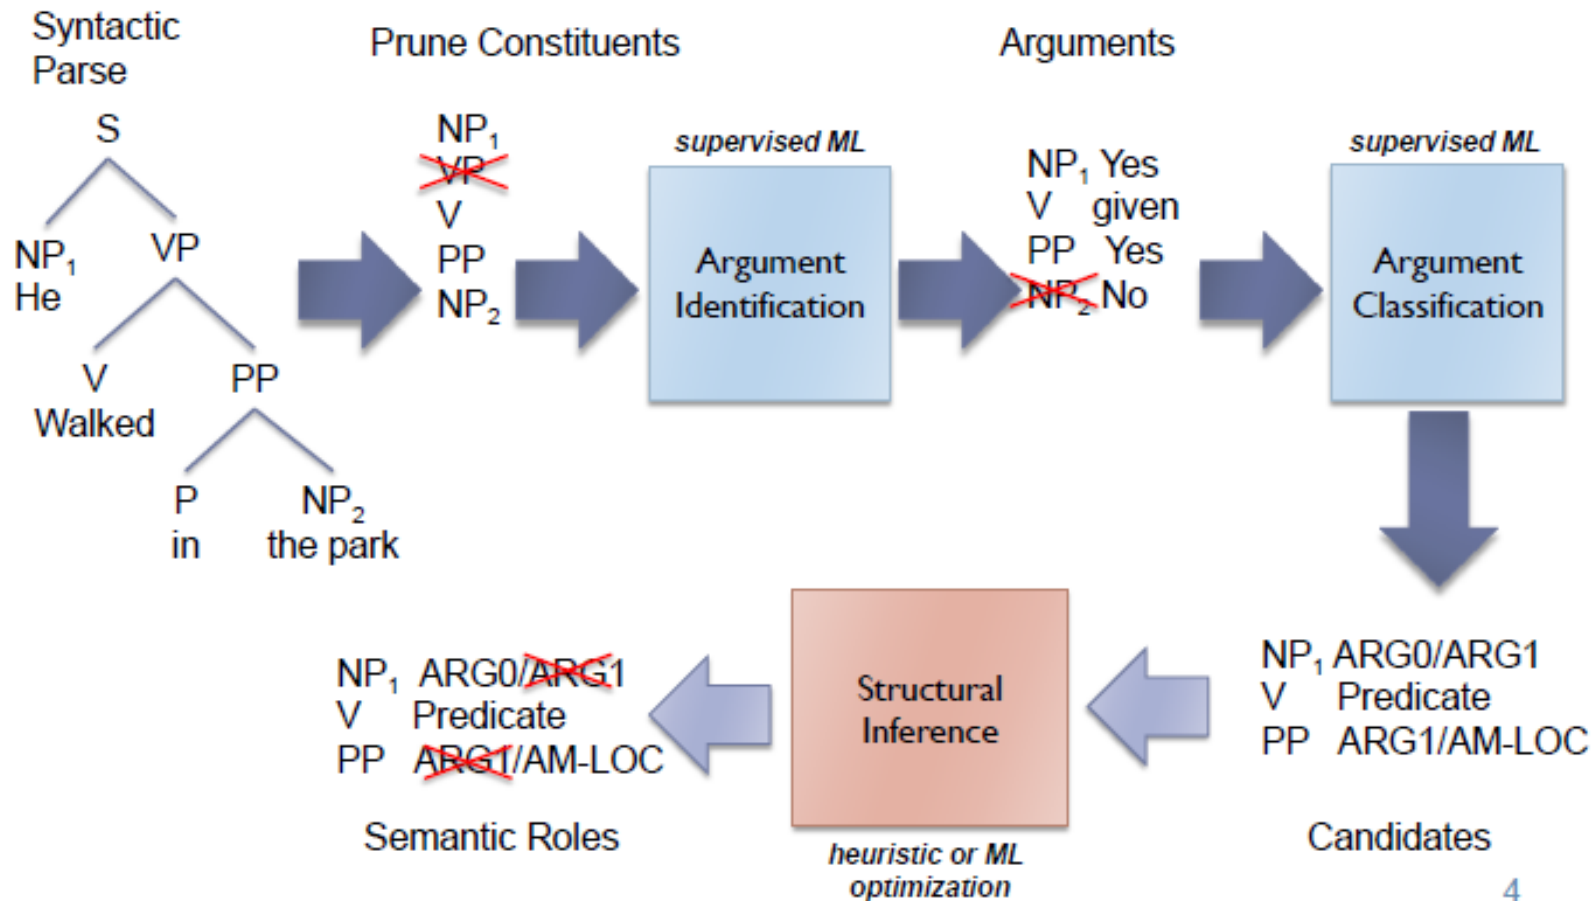 Syntactic
Parse
S
NP₁
He
VP
V
Walked
PP
P
in
NP₂
the park
Prune Constituents
NP₁
VP
V
PP
NP₂
supervised ML
Argument
Identification
Arguments
NP₁ Yes
V given
PP Yes
NP₂ No
supervised ML
Argument
Classification
NP₁ ARG0/ARG1
V Predicate
PP ARG1/AM-LOC
Candidates
Structural
Inference
heuristic or ML
optimization
NP₁ ARG0/ARG1
V Predicate
PP ARG1/AM-LOC
Semantic Roles
4